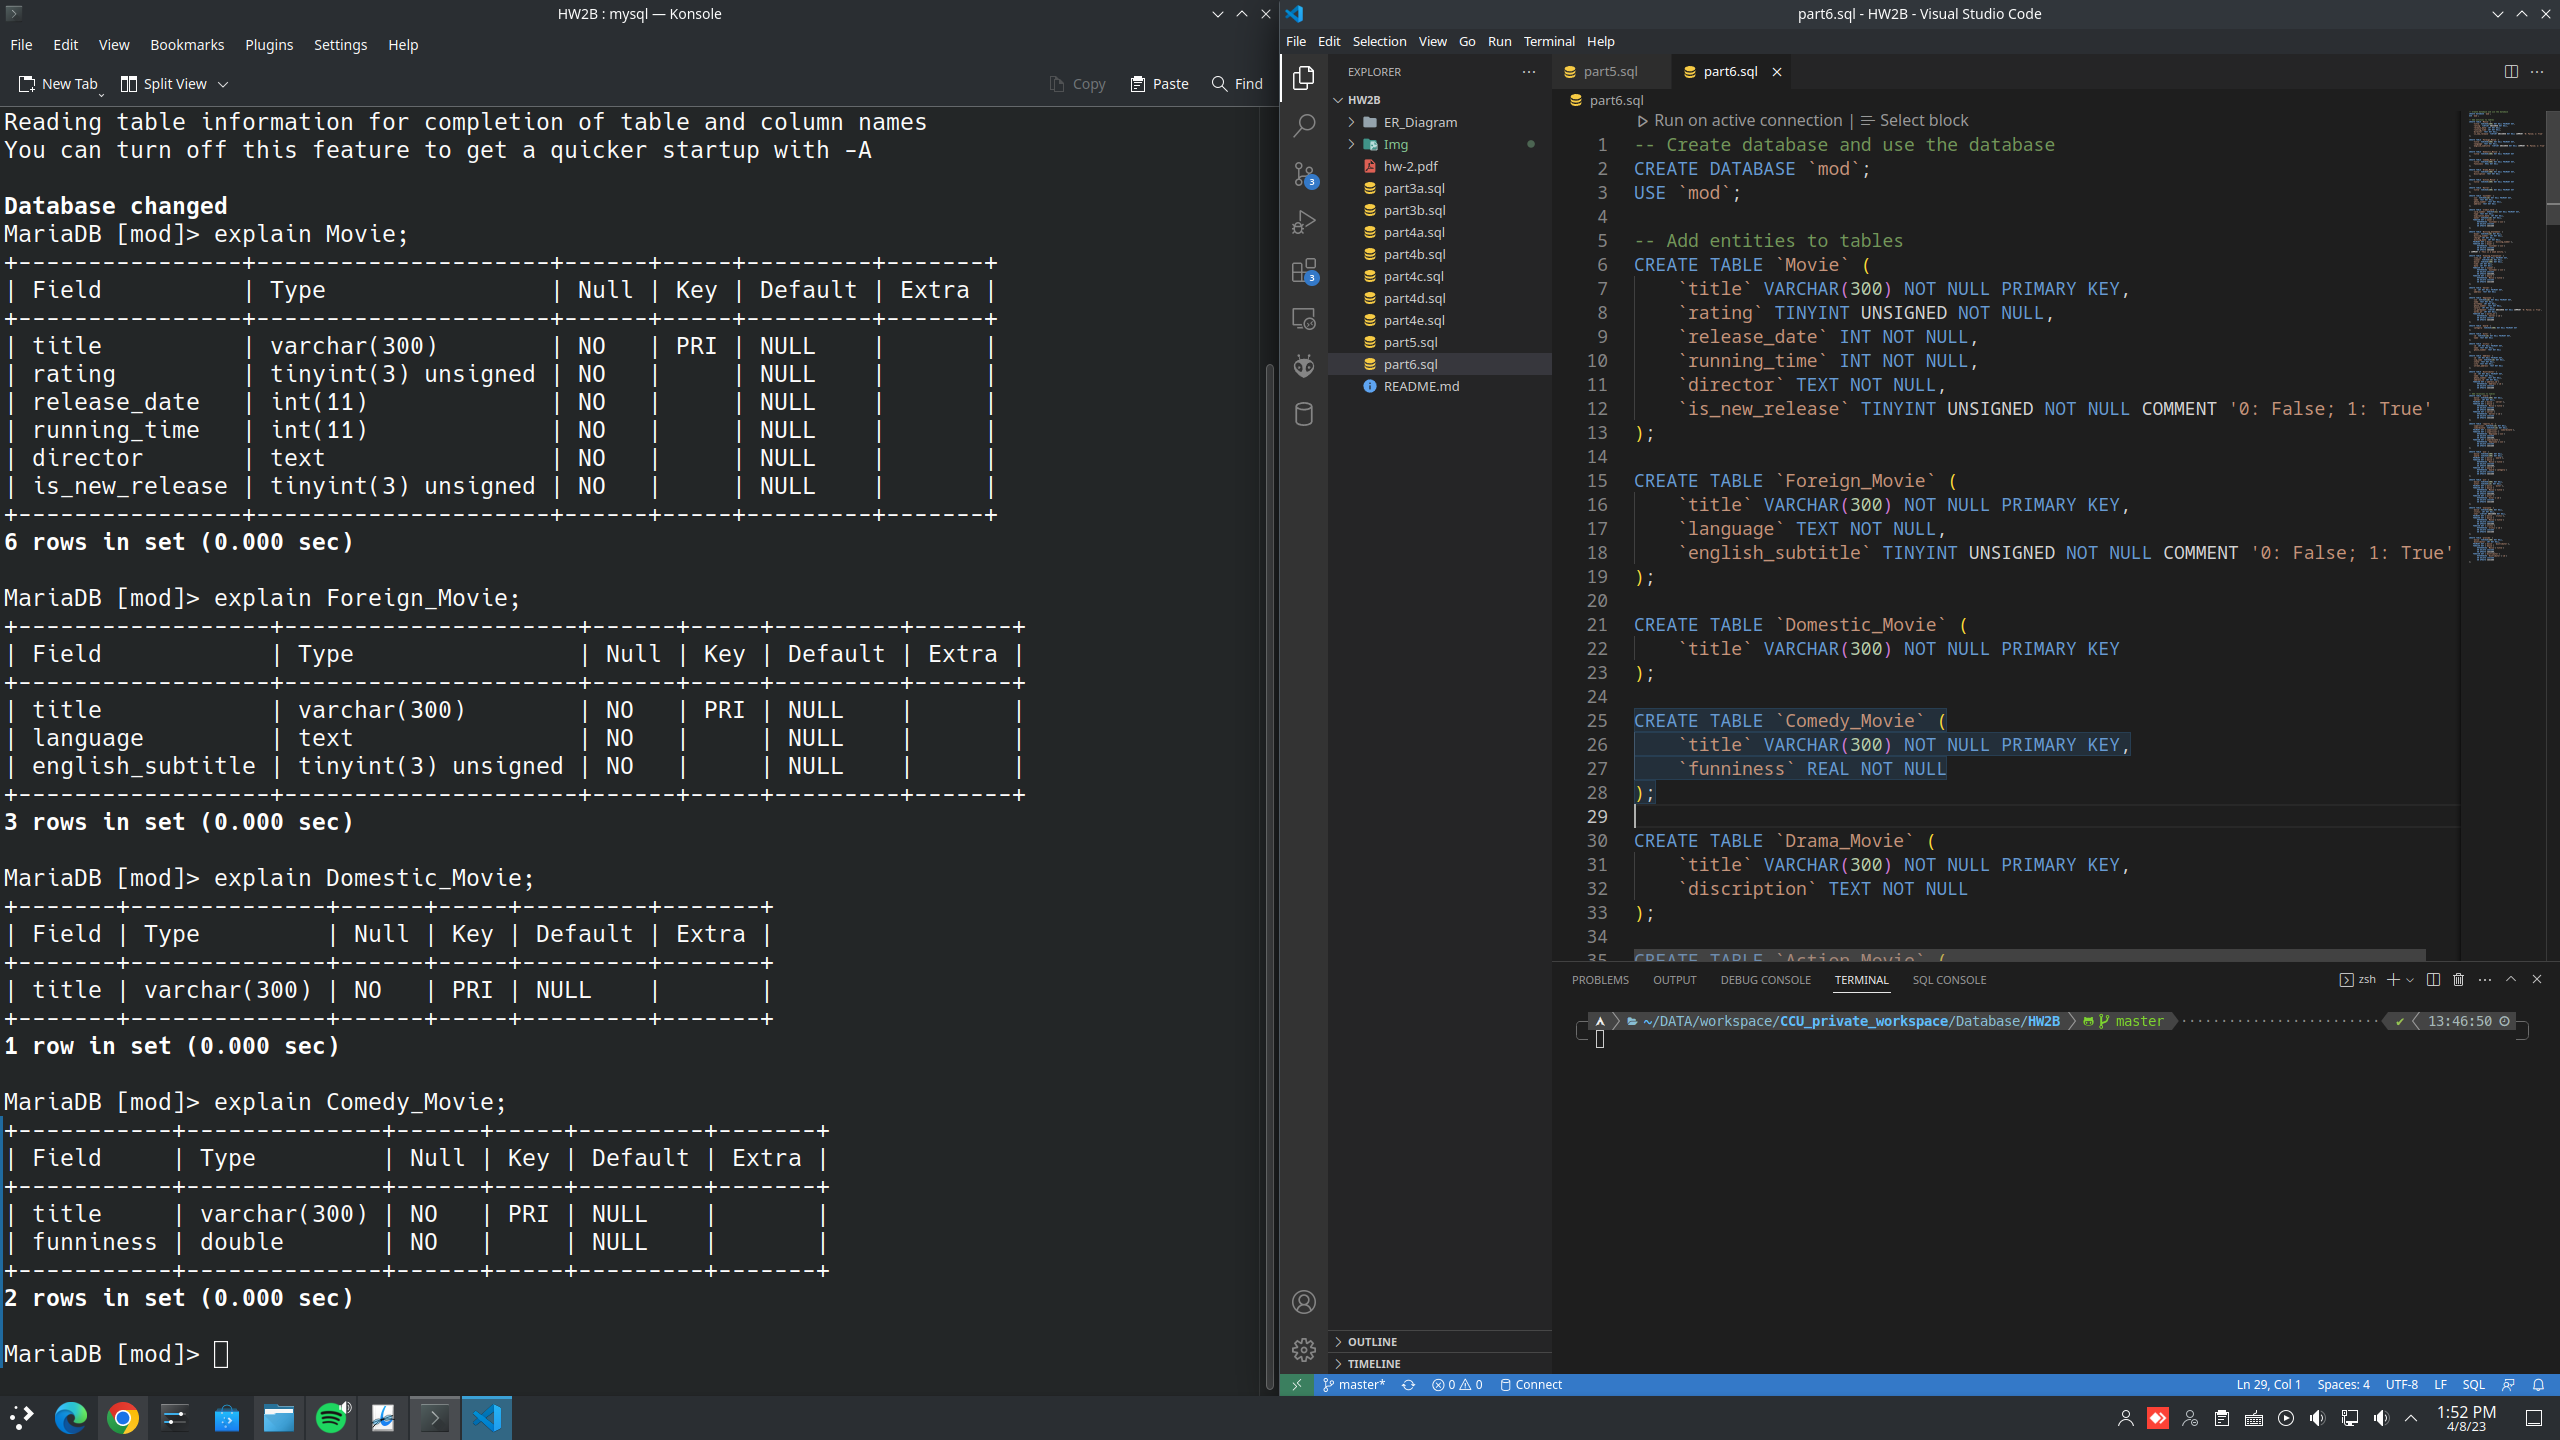 HW2B : mysql — Konsole
File Edit View Bookmarks Plugins Settings Help
New Tab Split View Copy Paste Find
Reading table information for completion of table and column names
You can turn off this feature to get a quicker startup with -A
Database changed
MariaDB [mod]> explain Movie;
+-----------------+---------------------+------+-----+---------+-------+
| Field           | Type                | Null | Key | Default | Extra |
+-----------------+---------------------+------+-----+---------+-------+
| title           | varchar(300)        | NO   | PRI | NULL    |       |
| rating          | tinyint(3) unsigned | NO   |     | NULL    |       |
| release_date    | int(11)             | NO   |     | NULL    |       |
| running_time    | int(11)             | NO   |     | NULL    |       |
| director        | text                | NO   |     | NULL    |       |
| is_new_release  | tinyint(3) unsigned | NO   |     | NULL    |       |
+-----------------+---------------------+------+-----+---------+-------+
6 rows in set (0.000 sec)
MariaDB [mod]> explain Foreign_Movie;
+------------------+---------------------+------+-----+---------+-------+
| Field            | Type                | Null | Key | Default | Extra |
+------------------+---------------------+------+-----+---------+-------+
| title            | varchar(300)        | NO   | PRI | NULL    |       |
| language         | text                | NO   |     | NULL    |       |
| english_subtitle | tinyint(3) unsigned | NO   |     | NULL    |       |
+------------------+---------------------+------+-----+---------+-------+
3 rows in set (0.000 sec)
MariaDB [mod]> explain Domestic_Movie;
+-------+--------------+------+-----+---------+-------+
| Field | Type         | Null | Key | Default | Extra |
+-------+--------------+------+-----+---------+-------+
| title | varchar(300) | NO   | PRI | NULL    |       |
+-------+--------------+------+-----+---------+-------+
1 row in set (0.000 sec)
MariaDB [mod]> explain Comedy_Movie;
+-----------+--------------+------+-----+---------+-------+
| Field     | Type         | Null | Key | Default | Extra |
+-----------+--------------+------+-----+---------+-------+
| title     | varchar(300) | NO   | PRI | NULL    |       |
| funniness | double       | NO   |     | NULL    |       |
+-----------+--------------+------+-----+---------+-------+
2 rows in set (0.000 sec)
MariaDB [mod]>
part6.sql - HW2B - Visual Studio Code
File Edit Selection View Go Run Terminal Help
EXPLORER
HW2B
ER_Diagram
Img
hw-2.pdf
part3a.sql
part3b.sql
part4a.sql
part4b.sql
part4c.sql
part4d.sql
part4e.sql
part5.sql
part6.sql
README.md
OUTLINE
TIMELINE
3
3
part5.sql part6.sql
part6.sql
Run on active connection | Select block
1 -- Create database and use the database
2 CREATE DATABASE `mod`;
3 USE `mod`;
4
5 -- Add entities to tables
6 CREATE TABLE `Movie` (
7 `title` VARCHAR(300) NOT NULL PRIMARY KEY,
8 `rating` TINYINT UNSIGNED NOT NULL,
9 `release_date` INT NOT NULL,
10 `running_time` INT NOT NULL,
11 `director` TEXT NOT NULL,
12 `is_new_release` TINYINT UNSIGNED NOT NULL COMMENT '0: False; 1: True'
13 );
14
15 CREATE TABLE `Foreign_Movie` (
16 `title` VARCHAR(300) NOT NULL PRIMARY KEY,
17 `language` TEXT NOT NULL,
18 `english_subtitle` TINYINT UNSIGNED NOT NULL COMMENT '0: False; 1: True'
19 );
20
21 CREATE TABLE `Domestic_Movie` (
22 `title` VARCHAR(300) NOT NULL PRIMARY KEY
23 );
24
25 CREATE TABLE `Comedy_Movie` (
26 `title` VARCHAR(300) NOT NULL PRIMARY KEY,
27 `funniness` REAL NOT NULL
28 );
29
30 CREATE TABLE `Drama_Movie` (
31 `title` VARCHAR(300) NOT NULL PRIMARY KEY,
32 `discription` TEXT NOT NULL
33 );
34
35 CREATE TABLE `Action_Movie` (
PROBLEMS OUTPUT DEBUG CONSOLE TERMINAL SQL CONSOLE zsh
~/DATA/workspace/CCU_private_workspace/Database/HW2B master 13:46:50
master* 0 0 Connect Ln 29, Col 1 Spaces: 4 UTF-8 LF SQL
1:52 PM
4/8/23